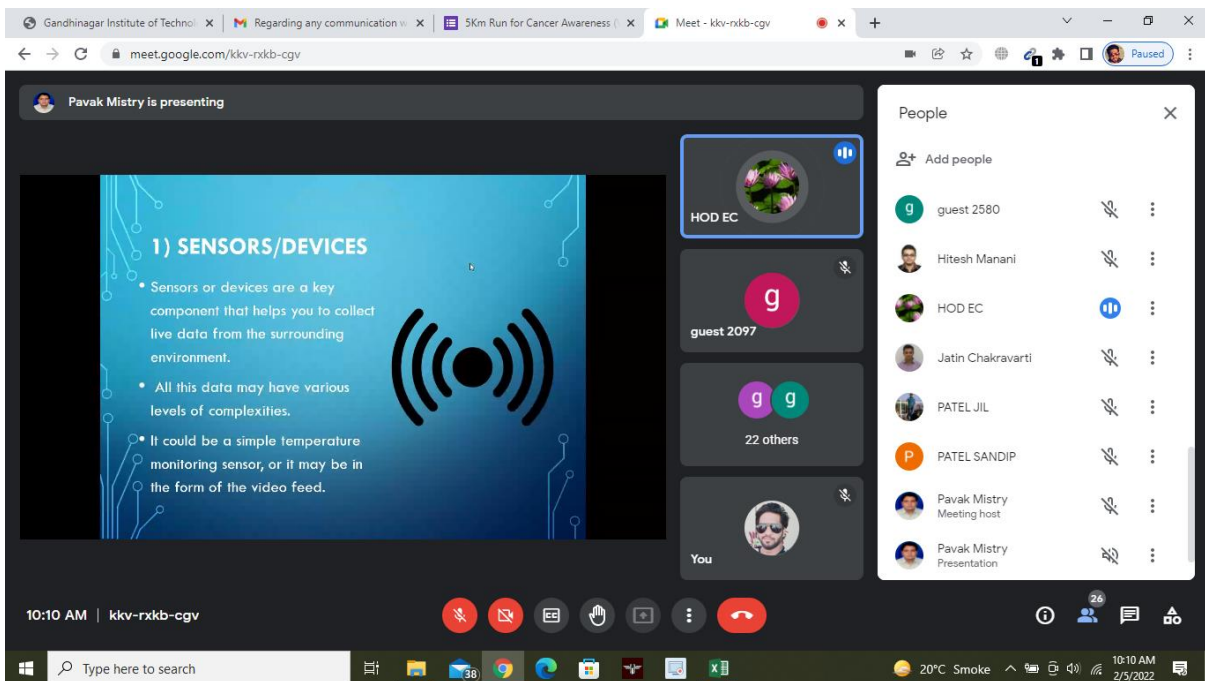 Gandhinagar Institute of Technol
Regarding any communication w
5Km Run for Cancer Awareness (
Meet - kkv-rxkb-cgv
meet.google.com/kkv-rxkb-cgv
1
Paused
Pavak Mistry is presenting
1) SENSORS/DEVICES
• Sensors or devices are a key
component that helps you to collect
live data from the surrounding
environment.
• All this data may have various
levels of complexities.
• It could be a simple temperature
monitoring sensor, or it may be in
the form of the video feed.
HOD EC
g
guest 2097
g g
22 others
You
People
Add people
g guest 2580
Hitesh Manani
HOD EC
Jatin Chakravarti
PATEL JIL
P PATEL SANDIP
Pavak Mistry
Meeting host
Pavak Mistry
Presentation
10:10 AM | kkv-rxkb-cgv
CC
26
Type here to search
38
20°C Smoke
10:10 AM
2/5/2022